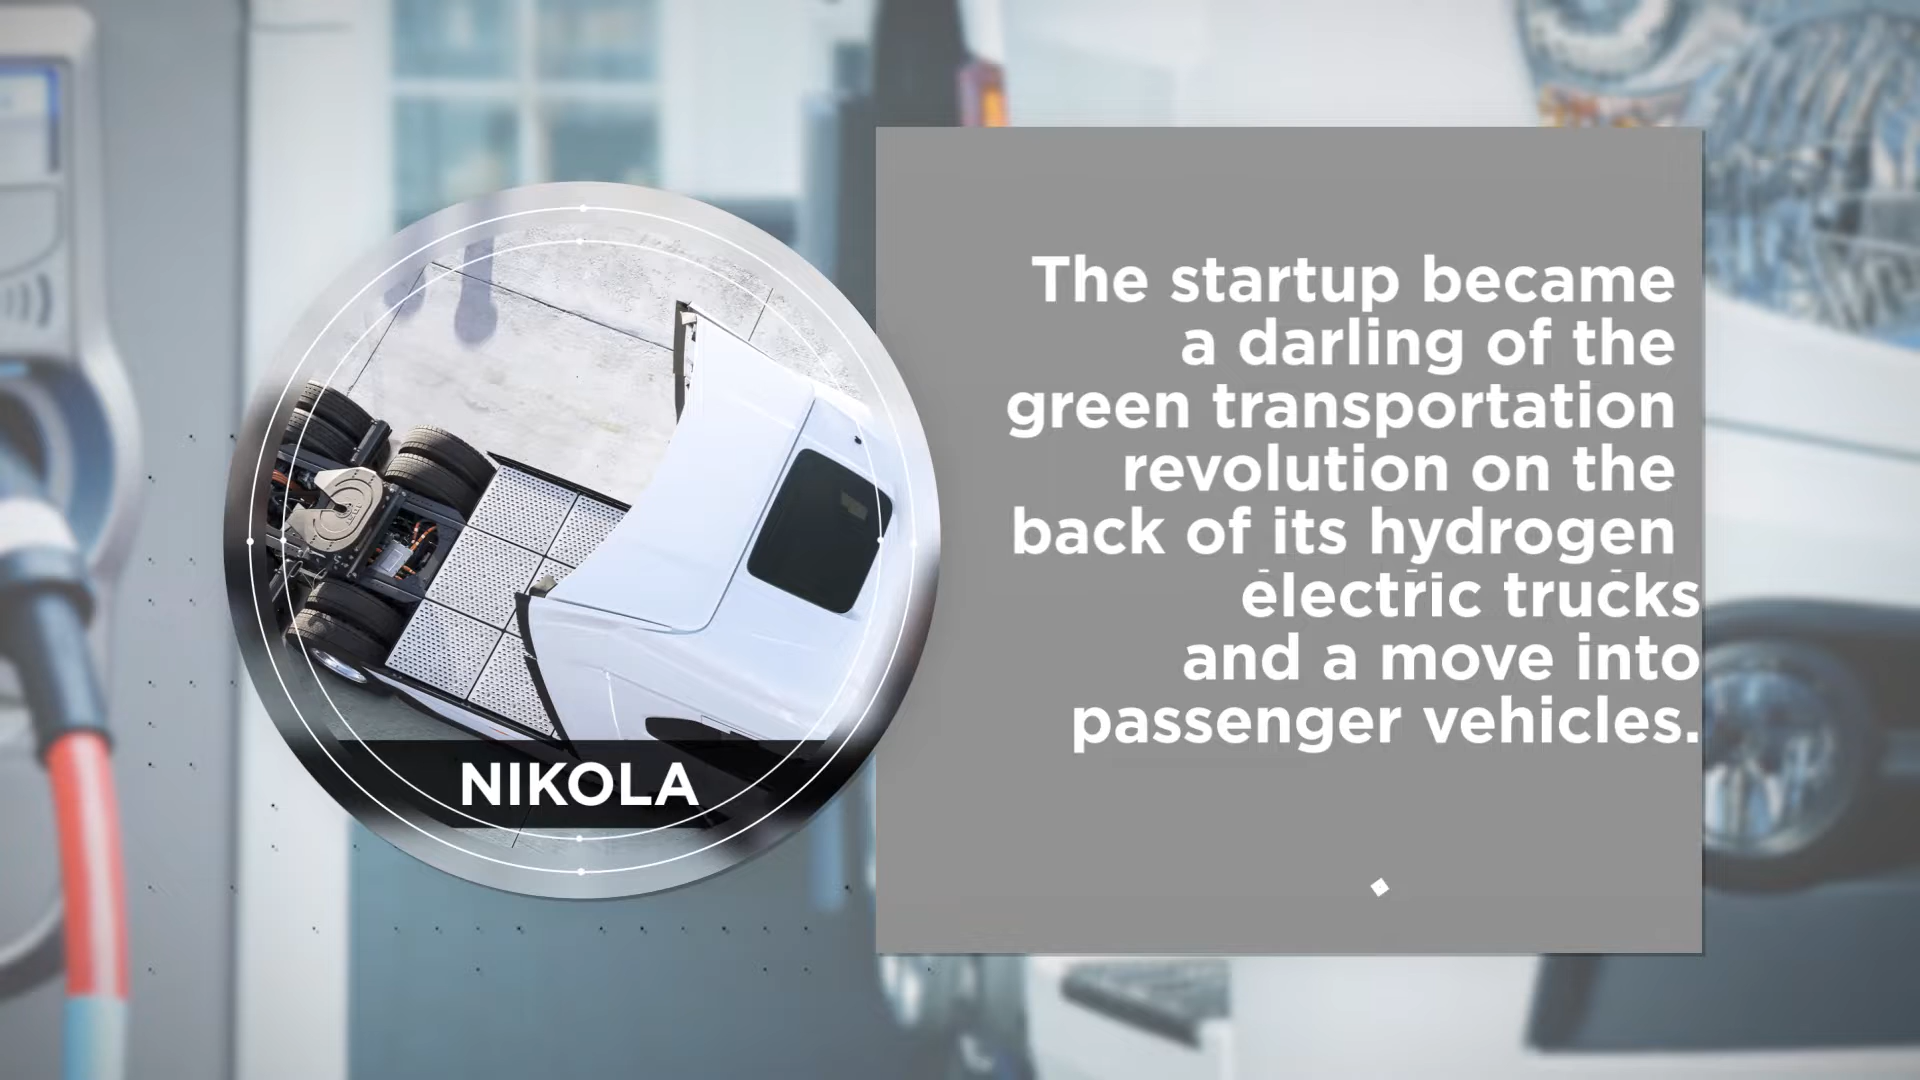 The startup became
a darling of the
green transportation
revolution on the
back of its hydrogen
electric trucks
and a move into
passenger vehicles.
NIKOLA